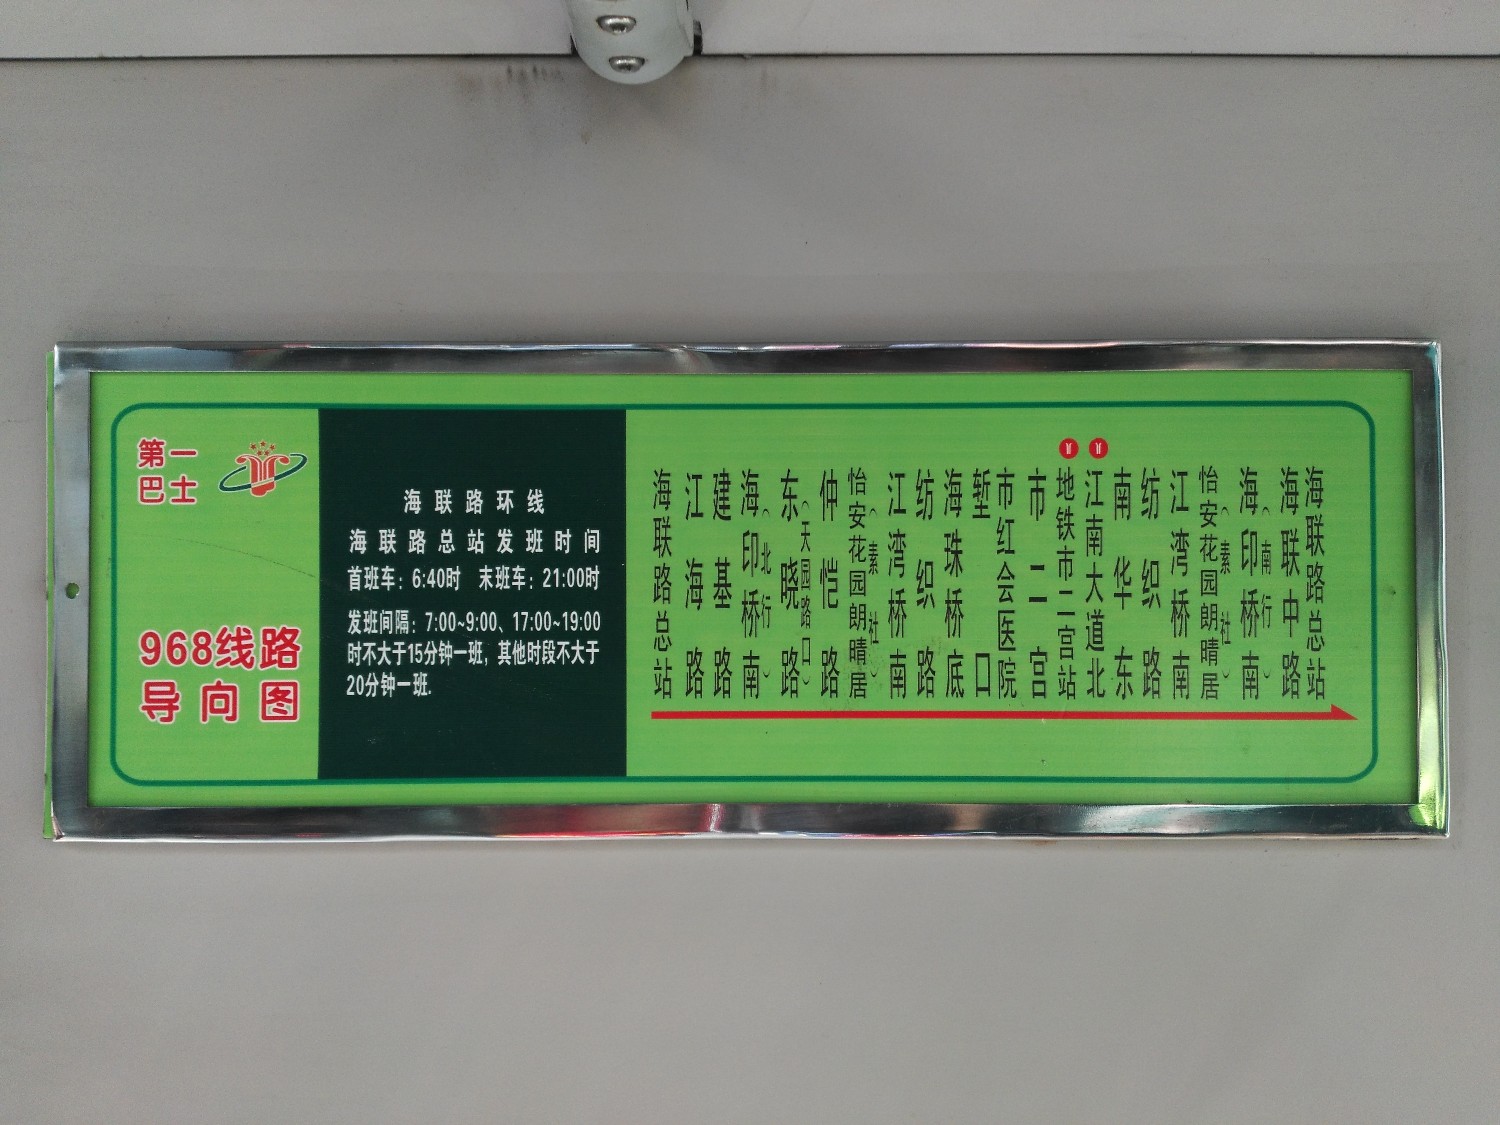 第一
巴士
968线路
导向图
海联路环线
海联路总站发班时间
首班车：6:40时 末班车：21:00时
发班间隔：7:00~9:00、17:00~19:00
时不大于15分钟一班，其他时段不大于
20分钟一班.
海联路总站
江海路
建基路
海印桥南（北行）
东晓路（天园路口）
仲恺路
怡安花园朗晴居（素社）
江湾桥南
纺织路
海珠桥底
堑口
市红会医院
市二宫
地铁市二宫站
江南大道北
南华东
纺织路
江湾桥南
怡安花园朗晴居（素社）
海印桥南（南行）
海联中路
海联路总站